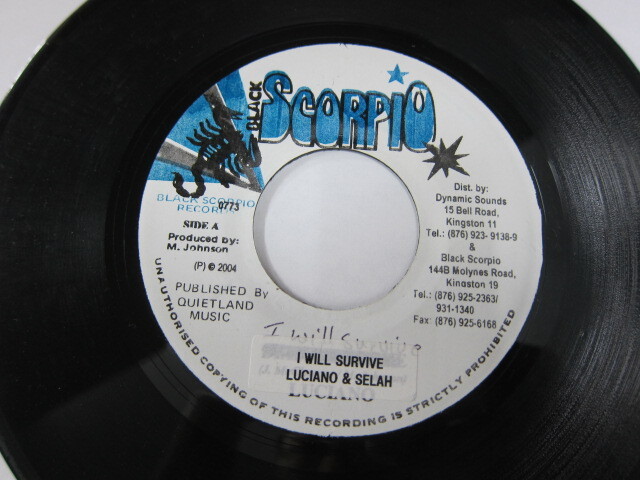 BLACK
SCORPIO
BLACK SCORPIO
RECORDS
0773
SIDE A
Produced by:
M. Johnson
(P) © 2004
PUBLISHED By
QUIETLAND
MUSIC
Dist. by:
Dynamic Sounds
15 Bell Road,
Kingston 11
Tel.: (876) 923- 9138-9
&
Black Scorpio
144B Molynes Road,
Kingston 19
Tel.: (876) 925-2363/
931-1340
Fax: (876) 925-6168
I will survive
I WILL SURVIVE
LUCIANO & SELAH
LUCIANO
UNAUTHORISED COPYING OF THIS RECORDING IS STRICTLY PROHIBITED